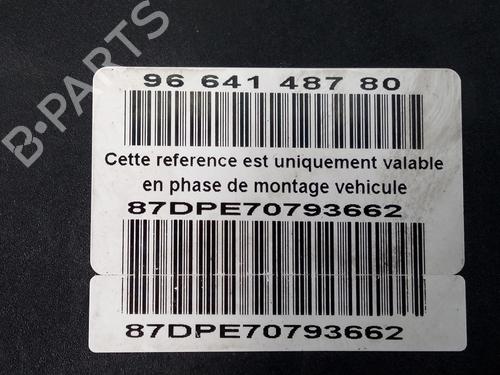 B-PARTS
96 641 487 80
Cette reference est uniquement valable
en phase de montage vehicule
87DPE70793662
87DPE70793662